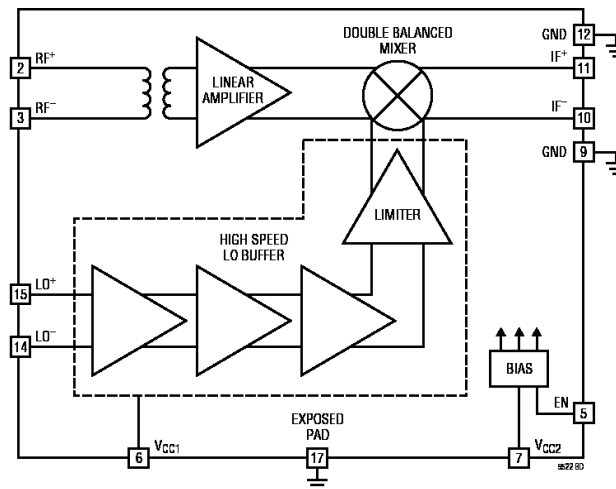 DOUBLE BALANCED
MIXER
GND 12
2 RF+
IF+
11
LINEAR
AMPLIFIER
3 RF−
IF−
10
GND 9
LIMITER
HIGH SPEED
LO BUFFER
15 LO+
14 LO−
BIAS
EN
5
EXPOSED
PAD
6 VCC1
17
7 VCC2
5522 BD